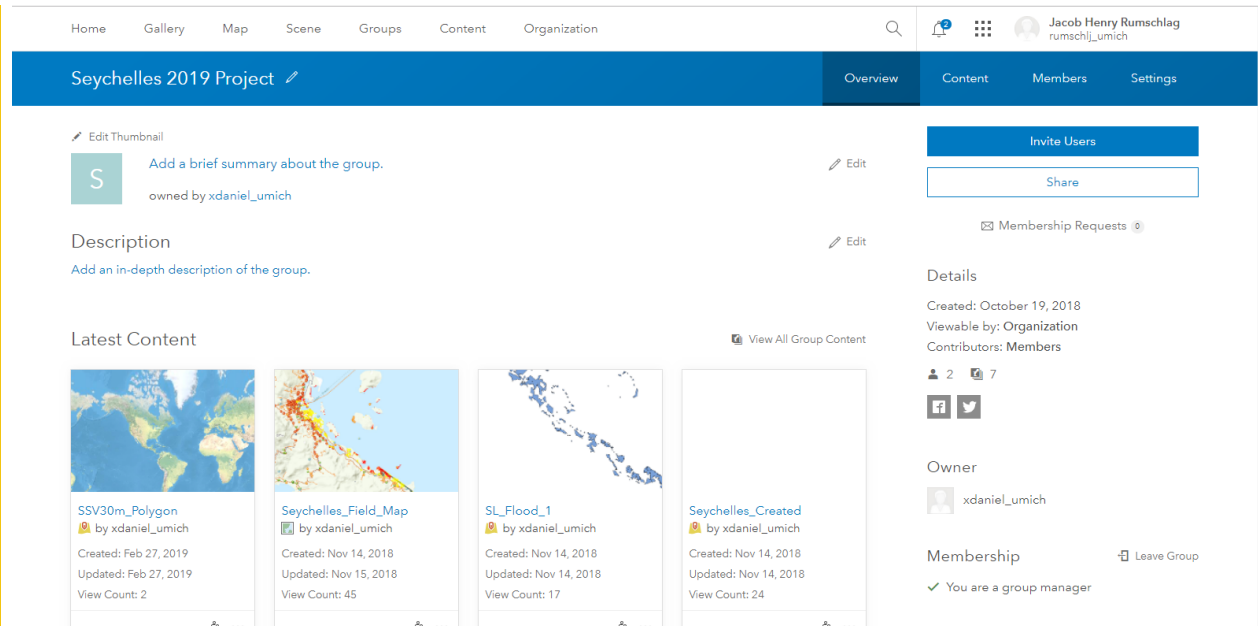 Home Gallery Map Scene Groups Content Organization 2 Jacob Henry Rumschlag
rumschlj_umich
Seychelles 2019 Project Overview Content Members Settings
Edit Thumbnail
S
Add a brief summary about the group. Edit
owned by xdaniel_umich
Description Edit
Add an in-depth description of the group.
Latest Content View All Group Content
SSV30m_Polygon
by xdaniel_umich
Created: Feb 27, 2019
Updated: Feb 27, 2019
View Count: 2
Seychelles_Field_Map
by xdaniel_umich
Created: Nov 14, 2018
Updated: Nov 15, 2018
View Count: 45
SL_Flood_1
by xdaniel_umich
Created: Nov 14, 2018
Updated: Nov 14, 2018
View Count: 17
Seychelles_Created
by xdaniel_umich
Created: Nov 14, 2018
Updated: Nov 14, 2018
View Count: 24
Invite Users
Share
Membership Requests 0
Details
Created: October 19, 2018
Viewable by: Organization
Contributors: Members
2 7
Owner
xdaniel_umich
Membership Leave Group
You are a group manager